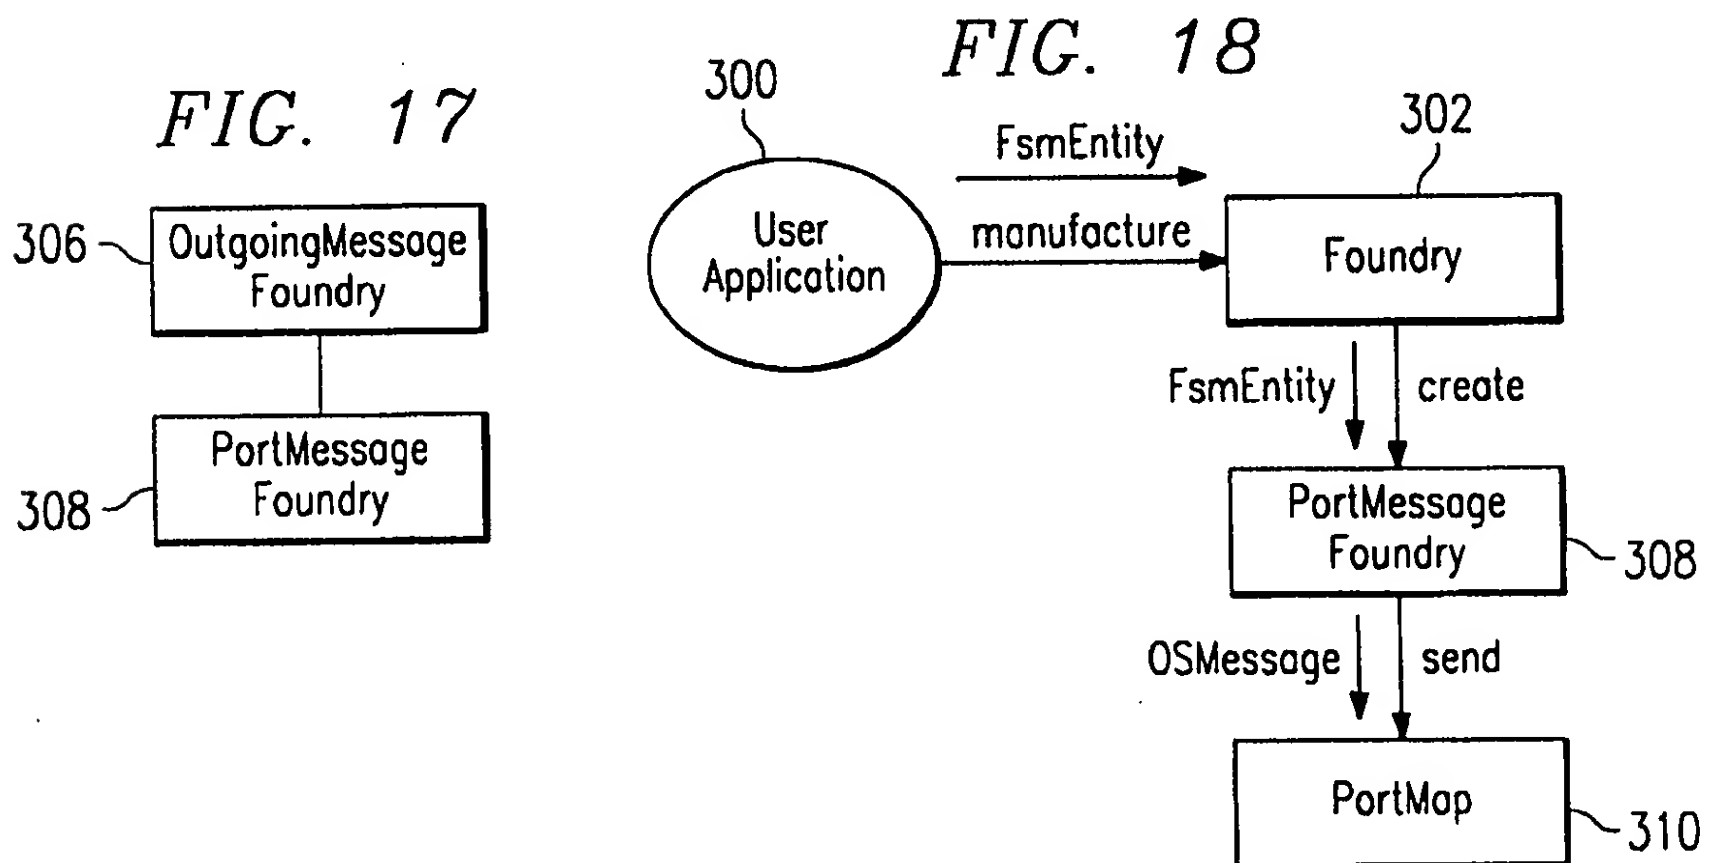 FIG. 17
306
OutgoingMessage
Foundry
PortMessage
Foundry
308
FIG. 18
300
User
Application
FsmEntity
manufacture
302
Foundry
FsmEntity
create
PortMessage
Foundry
308
OSMessage
send
PortMap
310